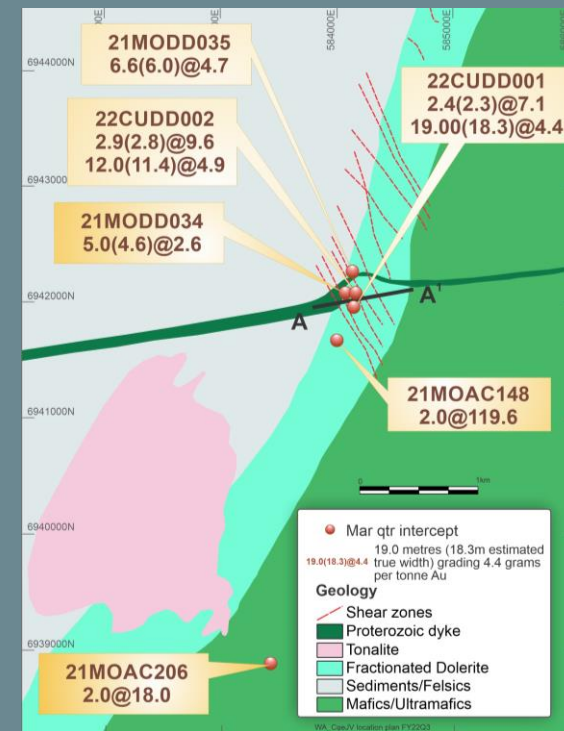 584000E
585000E
6944000N
6943000N
6942000N
6941000N
6940000N
6939000N
21MODD035
6.6(6.0)@4.7
22CUDD002
2.9(2.8)@9.6
12.0(11.4)@4.9
21MODD034
5.0(4.6)@2.6
22CUDD001
2.4(2.3)@7.1
19.00(18.3)@4.4
A
A¹
21MOAC148
2.0@119.6
21MOAC206
2.0@18.0
0 1km
Mar qtr intercept
19.0(18.3)@4.4
19.0 metres (18.3m estimated
true width) grading 4.4 grams
per tonne Au
Geology
Shear zones
Proterozoic dyke
Tonalite
Fractionated Dolerite
Sediments/Felsics
Mafics/Ultramafics
WA_CueJV location plan FY22Q3